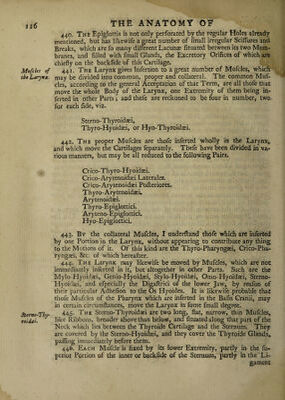 116 THE ANATOMY OF
440. THE Epiglottis is not only perforated by the regular Holes already
mentioned, but has likewise a great number of small irregular Scissures and
Breaks, which are so many different Lacunæ situated between its two Mem-
branes, and filled with small Glands, the Excretory Orifices of which are
chiefly on the backside of this Cartilage.
Muscles of
the Larynx.
441. THE Larynx gives Insertion to a great number of Muscles, which
may be divided into common, proper and collateral. The common Mus-
cles, according to the general Acceptation of that Term, are all those that
move the whole Body of the Larynx, one Extremity of them being in-
serted in other Parts; and these are reckoned to be four in number, two
for each side, viz.
Sterno-Thyroidæi,
Thyro-Hyoidæi, or Hyo-Thyroidæi.
442. THE proper Muscles are those inserted wholly in the Larynx,
and which move the Cartilages separately. These have been divided in va-
rious manners, but may be all reduced to the following Pairs.
Crico-Thyro-Hyoidæi.
Crico-Arytenoidæi Laterales.
Crico-Arytenoidæi Posteriores.
Thyro-Arytenoidæi.
Arytenoidæi.
Thyro-Epiglottici.
Aryteno-Epiglottici.
Hyo-Epiglottici.
443. BY the collateral Muscles, I understand those which are inserted
by one Portion in the Larynx, without appearing to contribute any thing
to the Motions of it. Of this kind are the Thyro-Pharyngæi, Crico-Pha-
ryngæi, &c. of which hereafter.
444. THE Larynx may likewise be moved by Muscles, which are not
immediately inserted in it, but altogether in other Parts. Such are the
Mylo-Hyoidæi, Genio-Hyoidæi, Stylo-Hyoidæi, Omo-Hyoidæi, Sterno-
Hyoidæi, and especially the Digastrici of the lower Jaw, by reason of
their particular Adhesion to the Os Hyoides. It is likewise probable that
those Muscles of the Pharynx which are inserted in the Basis Cranii, may
in certain circumstances, move the Larynx in some small degree.
Sterno-Thy-
roidæi.
445. THE Sterno-Thyroidæi are two long, flat, narrow, thin Muscles,
like Ribbons, broader above than below, and situated along that part of the
Neck which lies between the Thyroide Cartilage and the Sternum. They
are covered by the Sterno-Hyoidæi, and they cover the Thyroide Glands,
passing immediately before them.
446. EACH Muscle is fixed by its lower Extremity, partly in the su-
perior Portion of the inner or backside of the Sternum, partly in the Li-
gament